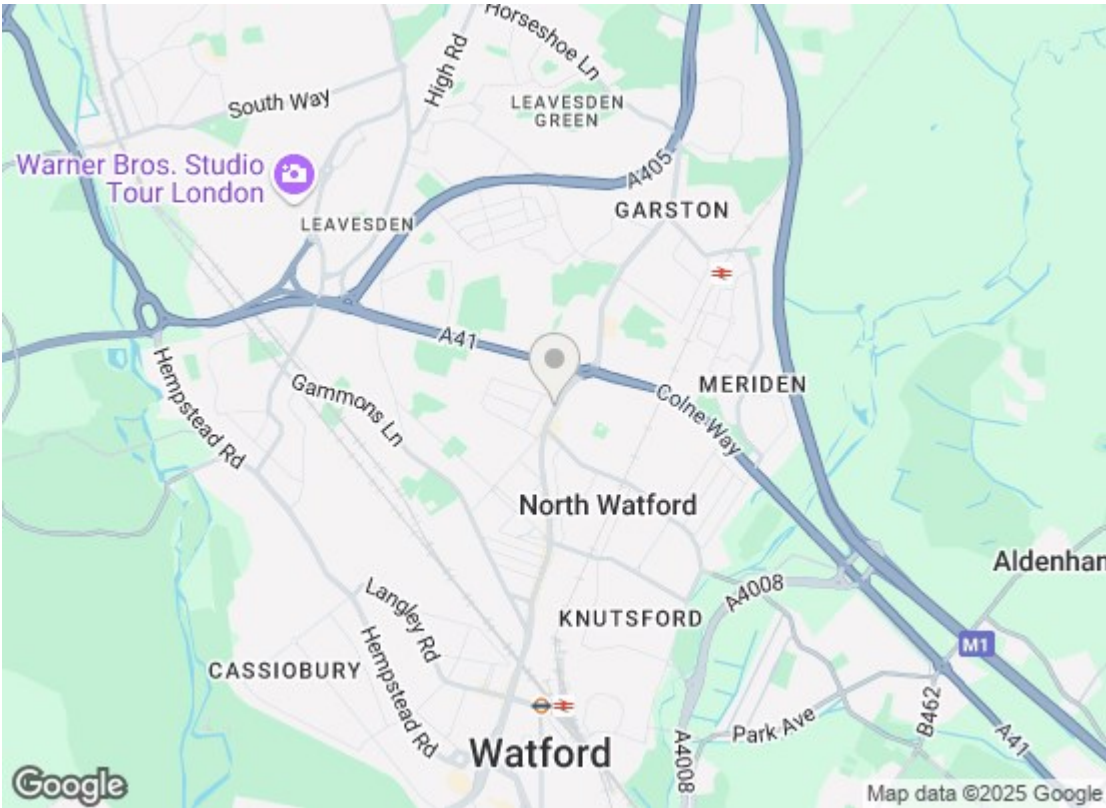 Horseshoe Ln
High Rd
South Way
LEAVESDEN
GREEN
Warner Bros. Studio
Tour London
A405
GARSTON
LEAVESDEN
A41
MERIDEN
Gammons Ln
Colne Way
Hempstead Rd
North Watford
Aldenham
A4008
Langley Rd
KNUTSFORD
M1
CASSIOBURY
Hempstead Rd
B462
Park Ave
A41
A4008
Watford
Google
Map data ©2025 Google